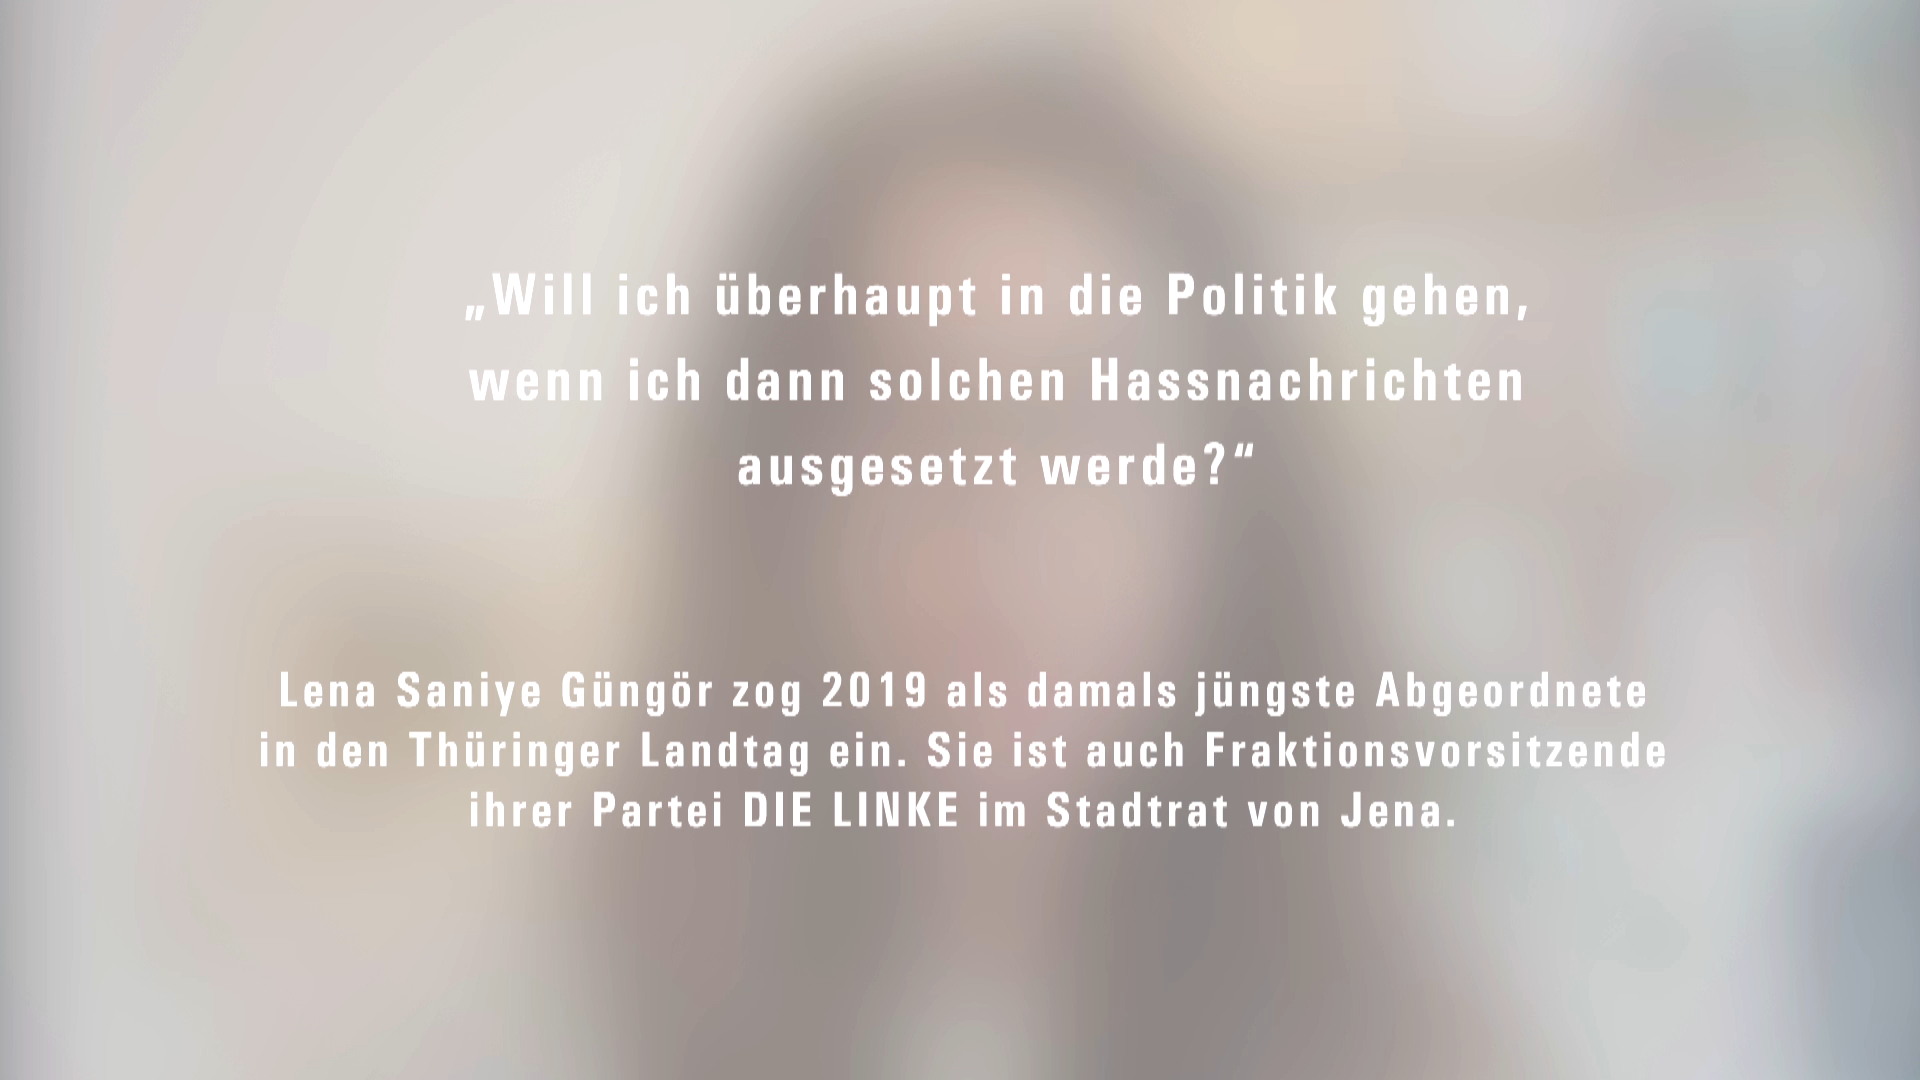 „Will ich überhaupt in die Politik gehen,
wenn ich dann solchen Hassnachrichten
ausgesetzt werde?“
Lena Saniye Güngör zog 2019 als damals jüngste Abgeordnete
in den Thüringer Landtag ein. Sie ist auch Fraktionsvorsitzende
ihrer Partei DIE LINKE im Stadtrat von Jena.